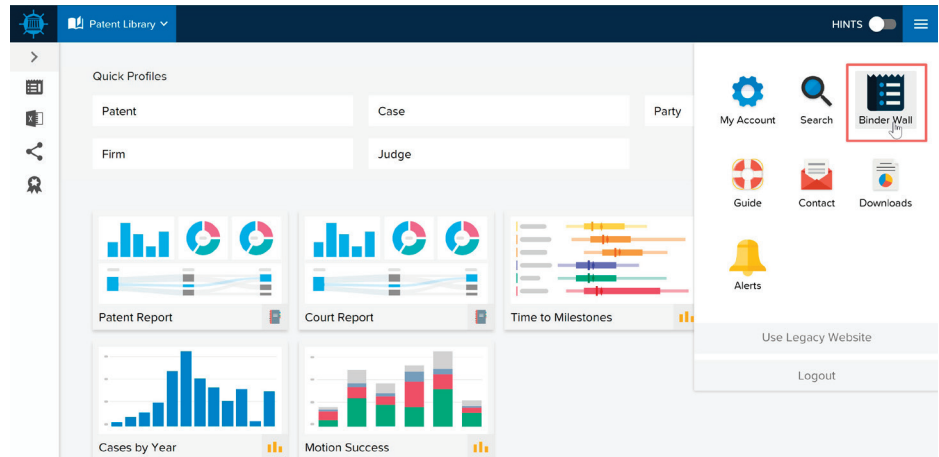 Patent Library
HINTS
Quick Profiles
Patent
Case
Party
Firm
Judge
My Account
Search
Binder Wall
Guide
Contact
Downloads
Alerts
Patent Report
Court Report
Time to Milestones
Use Legacy Website
Logout
Cases by Year
Motion Success